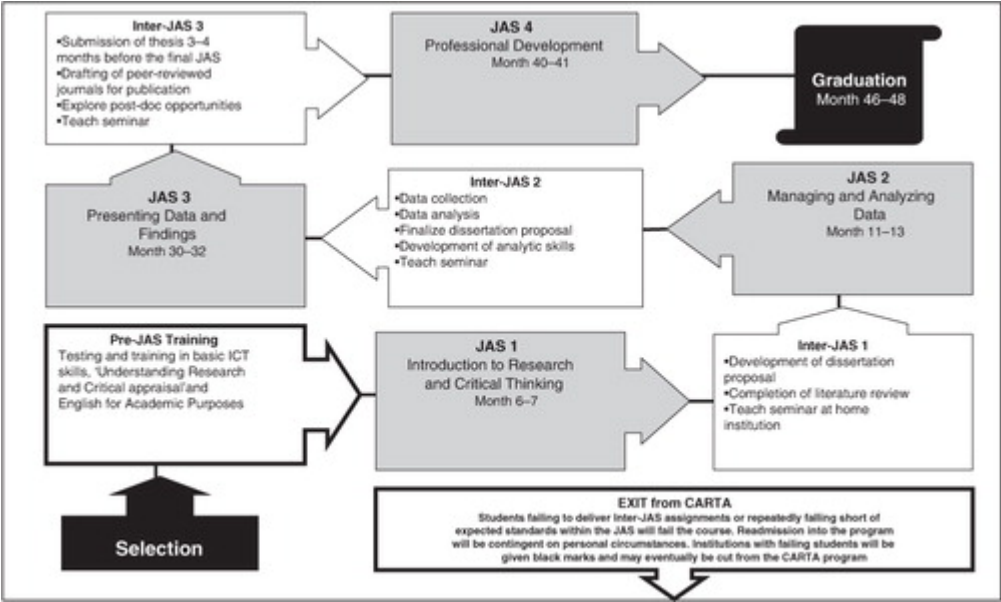 Inter-JAS 3
•Submission of thesis 3–4
months before the final JAS
•Drafting of peer-reviewed
journals for publication
•Explore post-doc opportunities
•Teach seminar
JAS 4
Professional Development
Month 40–41
Graduation
Month 46–48
JAS 3
Presenting Data and
Findings
Month 30–32
Inter-JAS 2
•Data collection
•Data analysis
•Finalize dissertation proposal
•Development of analytic skills
•Teach seminar
JAS 2
Managing and Analyzing
Data
Month 11–13
Pre-JAS Training
Testing and training in basic ICT
skills, 'Understanding Research
and Critical appraisal'and
English for Academic Purposes
JAS 1
Introduction to Research
and Critical Thinking
Month 6–7
Inter-JAS 1
•Development of dissertation
proposal
•Completion of literature review
•Teach seminar at home
institution
Selection
EXIT from CARTA
Students failing to deliver Inter-JAS assignments or repeatedly falling short of
expected standards within the JAS will fail the course. Readmission into the program
will be contingent on personal circumstances. Institutions with failing students will be
given black marks and may eventually be cut from the CARTA program